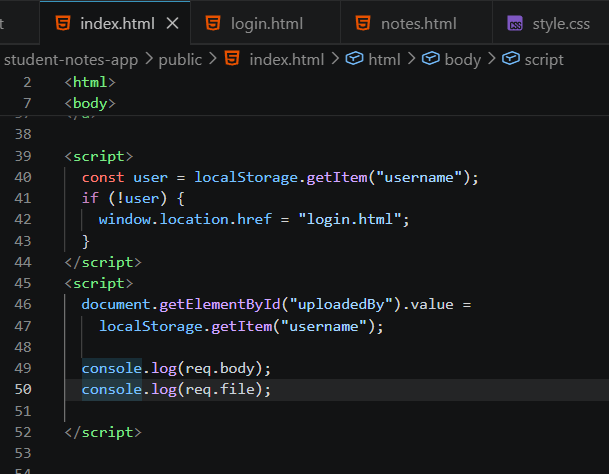 t index.html × login.html notes.html style.css
student-notes-app > public > index.html > html > body > script
2 <html>
7 <body>
38
39 <script>
40 const user = localStorage.getItem("username");
41 if (!user) {
42 window.location.href = "login.html";
43 }
44 </script>
45 <script>
46 document.getElementById("uploadedBy").value =
47 localStorage.getItem("username");
48
49 console.log(req.body);
50 console.log(req.file);
51
52 </script>
53